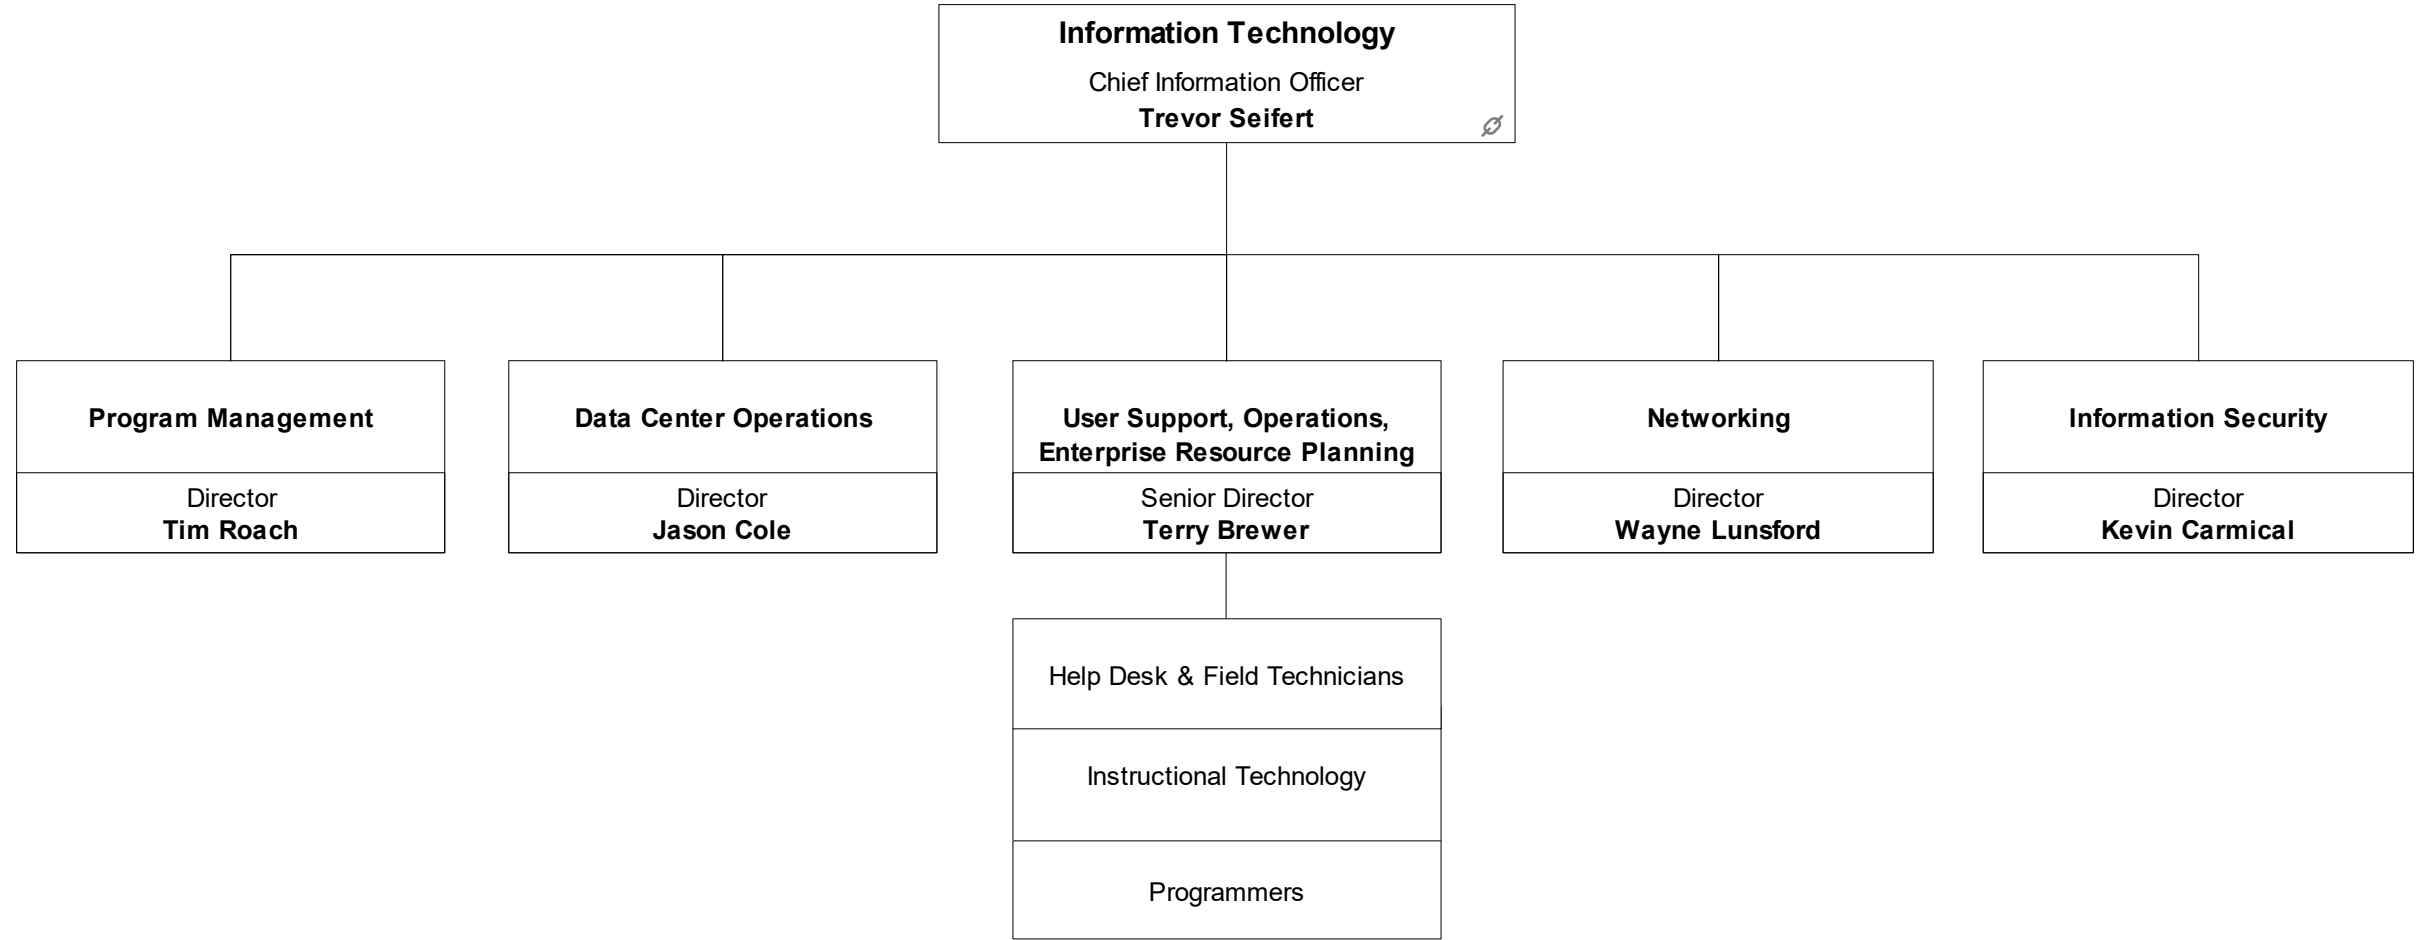 Information Technology
Chief Information Officer
Trevor Seifert
Program Management
Director
Tim Roach
Data Center Operations
Director
Jason Cole
User Support, Operations,
Enterprise Resource Planning
Senior Director
Terry Brewer
Networking
Director
Wayne Lunsford
Information Security
Director
Kevin Carmical
Help Desk & Field Technicians
Instructional Technology
Programmers